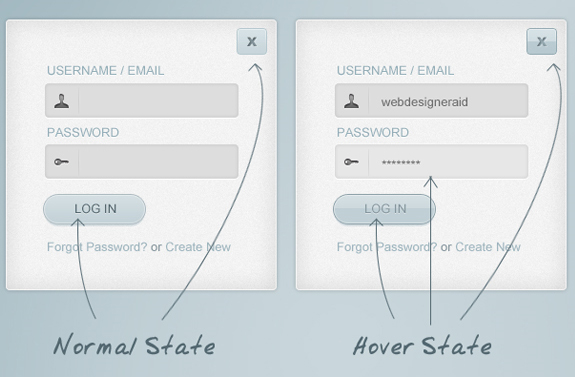 x
USERNAME / EMAIL
PASSWORD
LOG IN
Forgot Password? or Create New
Normal State
x
USERNAME / EMAIL
webdesigneraid
PASSWORD
********
LOG IN
Forgot Password? or Create New
Hover State